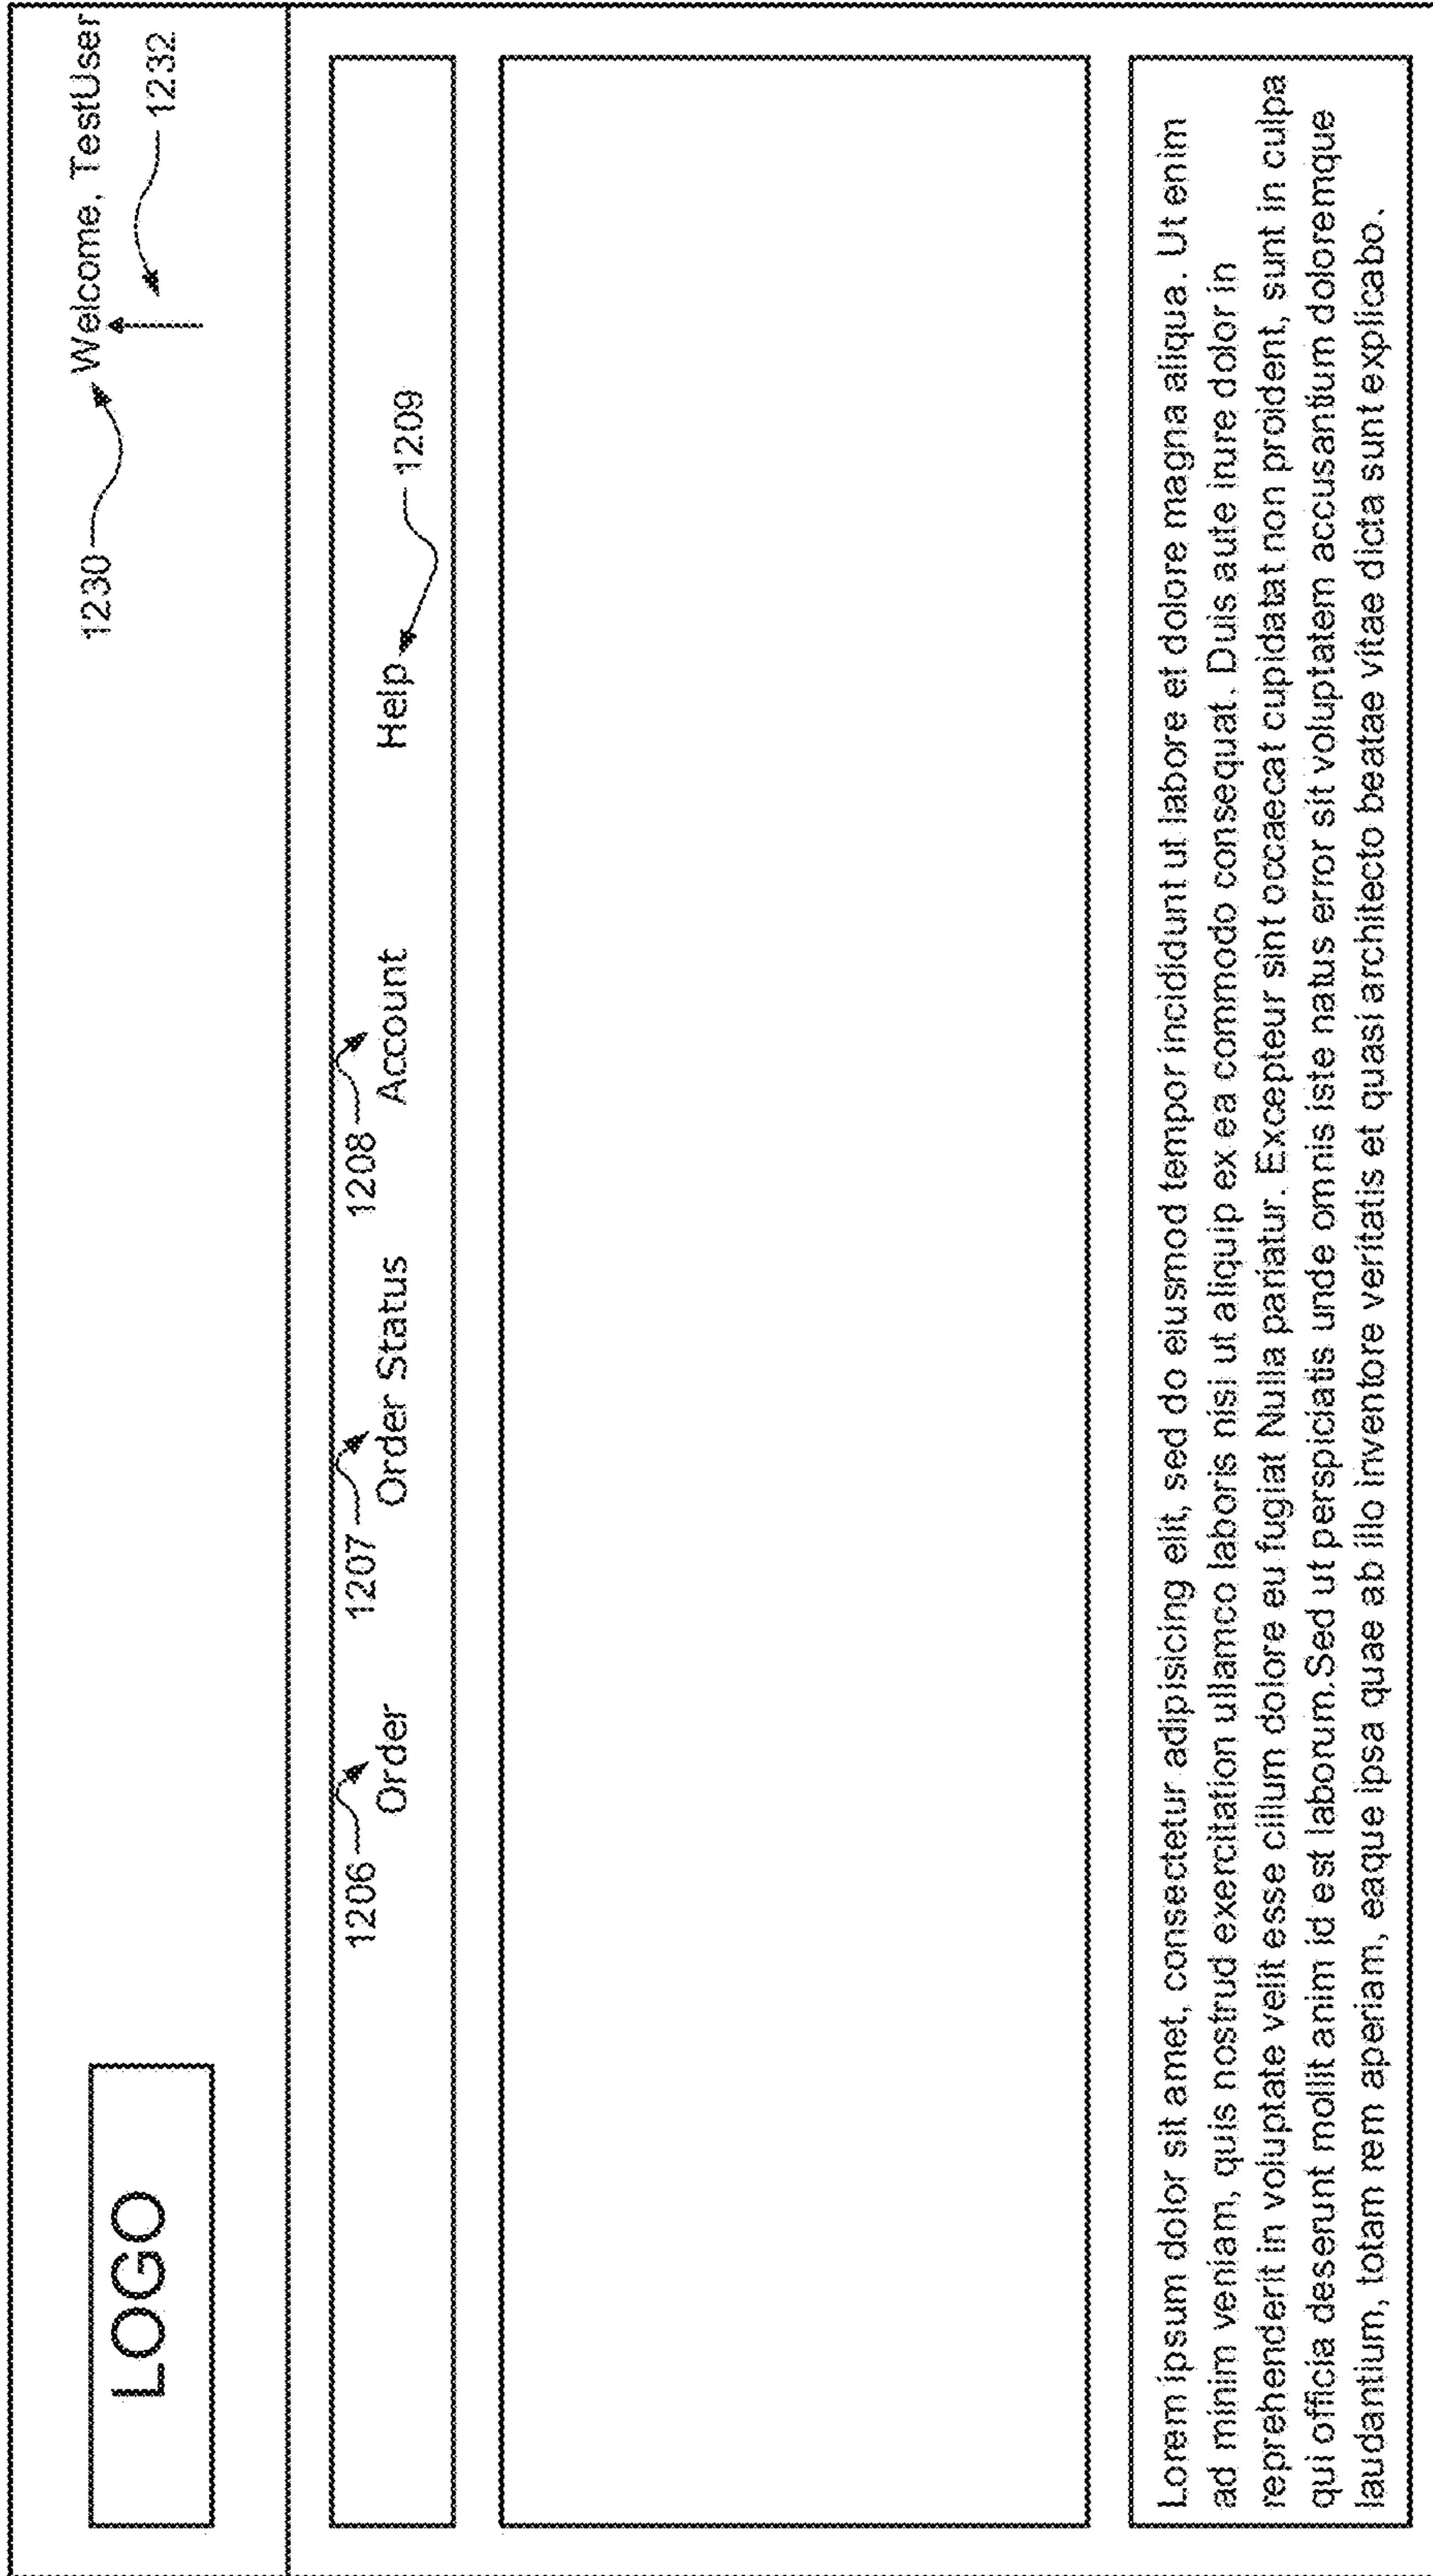 LOGO
1230
Welcome, TestUser
1232
1206
Order
1207
Order Status
1208
Account
Help
1209
Lorem ipsum dolor sit amet, consectetur adipisicing elit, sed do eiusmod tempor incididunt ut labore et dolore magna aliqua. Ut enim
ad minim veniam, quis nostrud exercitation ullamco laboris nisi ut aliquip ex ea commodo consequat. Duis aute irure dolor in
reprehenderit in voluptate velit esse cillum dolore eu fugiat Nulla pariatur. Excepteur sint occaecat cupidatat non proident, sunt in culpa
qui officia deserunt mollit anim id est laborum.Sed ut perspiciatis unde omnis iste natus error sit voluptatem accusantium doloremque
laudantium, totam rem aperiam, eaque ipsa quae ab illo inventore veritatis et quasi architecto beatae vitae dicta sunt explicabo.